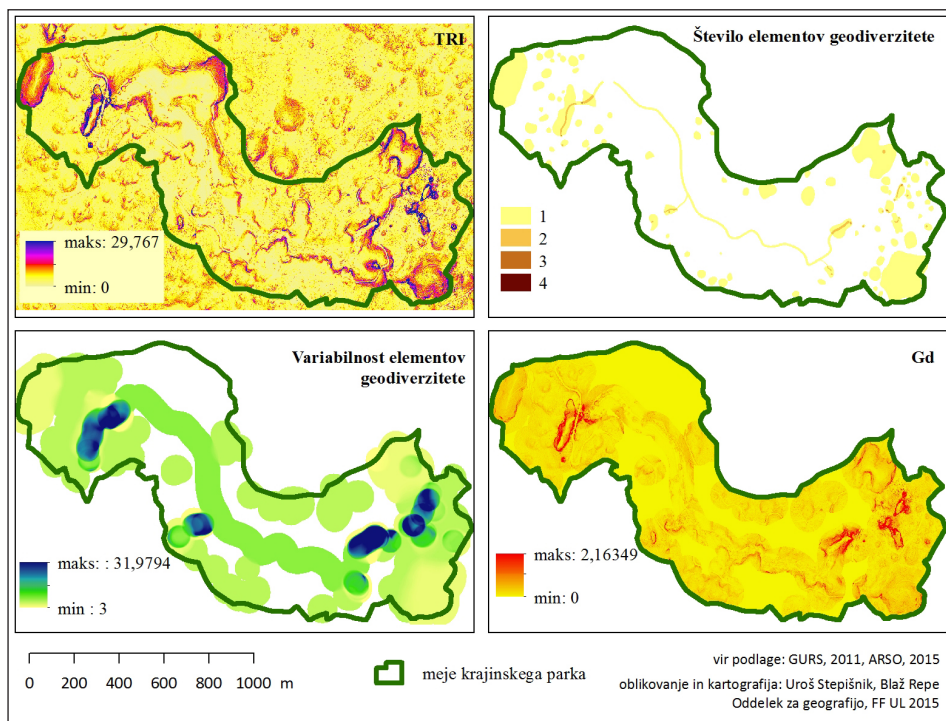 TRI
maks: 29,767
min: 0
Število elementov geodiverzitete
1
2
3
4
Variabilnost elementov
geodiverzitete
maks: : 31,9794
min : 3
Gd
maks: 2,16349
min: 0
0 200 400 600 800 1000 m
meje krajinskega parka
vir podlage: GURS, 2011, ARSO, 2015
oblikovanje in kartografija: Uroš Stepišnik, Blaž Repe
Oddelek za geografijo, FF UL 2015